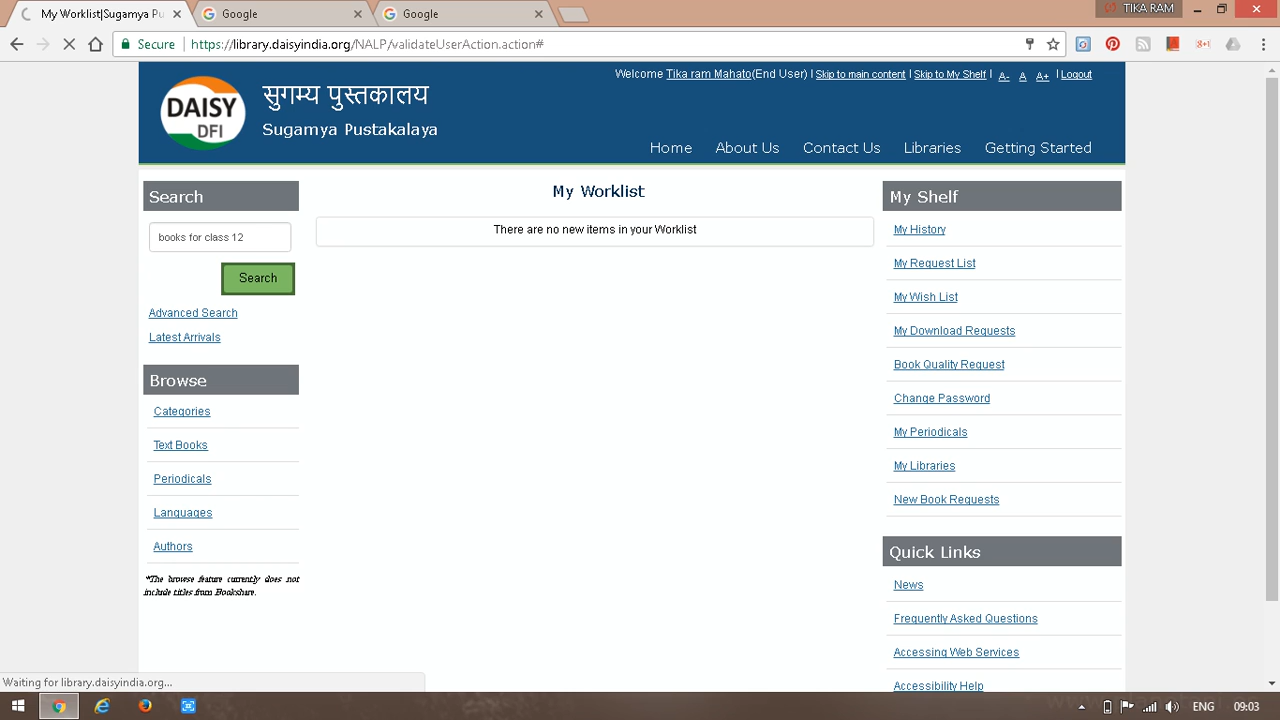 My Worklist|Sugamya Pu
Google
Google
TIKA RAM
Secure
https://library.daisyindia.org/NALP/validateUserAction.action#
Welcome Tika ram Mahato(End User) | Skip to main content | Skip to My Shelf | A- A A+ | Logout
DAISY
DFI
सुगम्य पुस्तकालय
Sugamya Pustakalaya
Home About Us Contact Us Libraries Getting Started
Search
books for class 12
Search
Advanced Search
Latest Arrivals
Browse
Categories
Text Books
Periodicals
Languages
Authors
*The browse feature currently does not
include titles from Bookshare.
My Worklist
There are no new items in your Worklist
My Shelf
My History
My Request List
My Wish List
My Download Requests
Book Quality Request
Change Password
My Periodicals
My Libraries
New Book Requests
Quick Links
News
Frequently Asked Questions
Accessing Web Services
Accessibility Help
Waiting for library.daisyindia.org...
ENG
09:03